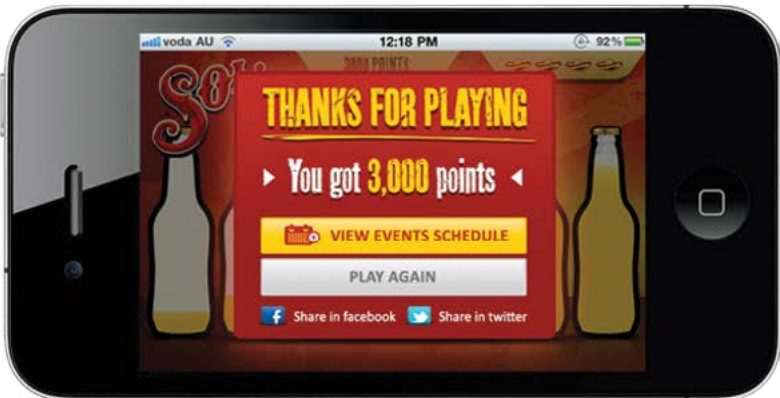 voda AU 12:18 PM 92%
Sol
3000 POINTS
THANKS FOR PLAYING
You got 3,000 points
VIEW EVENTS SCHEDULE
PLAY AGAIN
Share in facebook Share in twitter